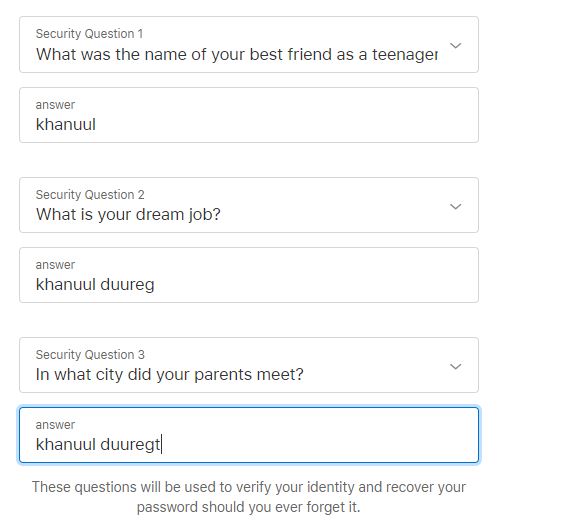 Security Question 1
What was the name of your best friend as a teenager
answer
khanuul
Security Question 2
What is your dream job?
answer
khanuul duureg
Security Question 3
In what city did your parents meet?
answer
khanuul duuregt
These questions will be used to verify your identity and recover your
password should you ever forget it.